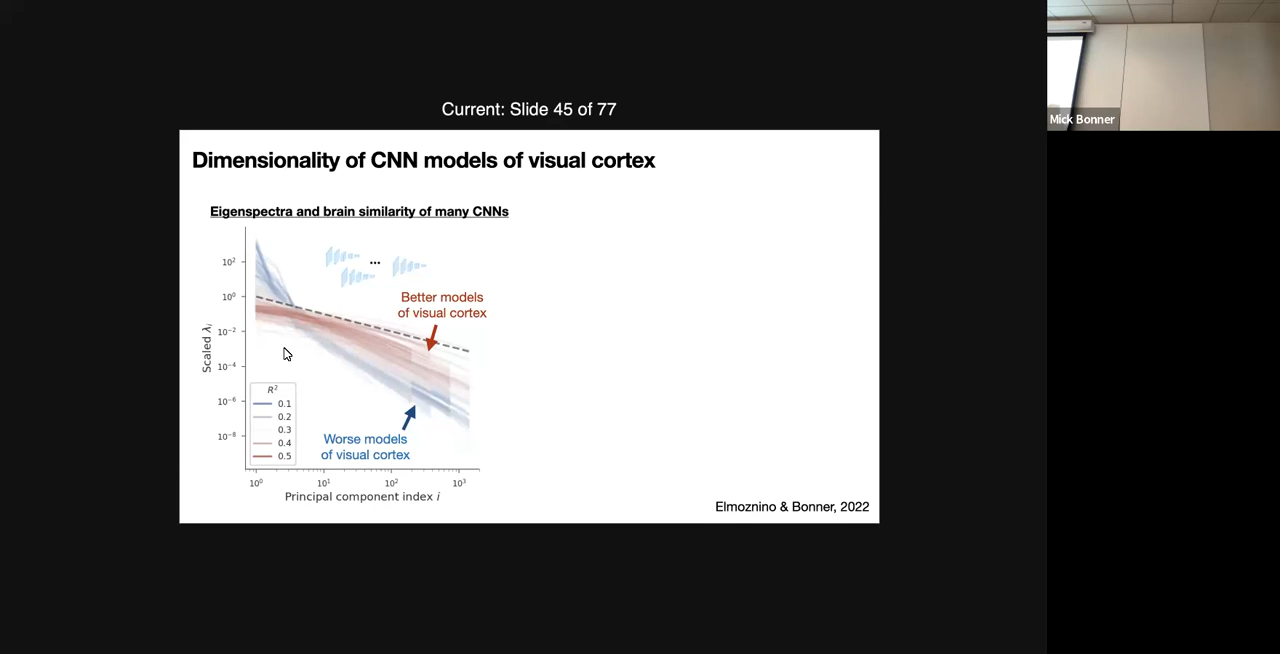 Current: Slide 45 of 77
Mick Bonner
Dimensionality of CNN models of visual cortex
Eigenspectra and brain similarity of many CNNs
...
Better models
of visual cortex
Worse models
of visual cortex
Scaled λᵢ
10²
10⁰
10⁻²
10⁻⁴
10⁻⁶
10⁻⁸
R²
0.1
0.2
0.3
0.4
0.5
10⁰ 10¹ 10² 10³
Principal component index i
Elmoznino & Bonner, 2022